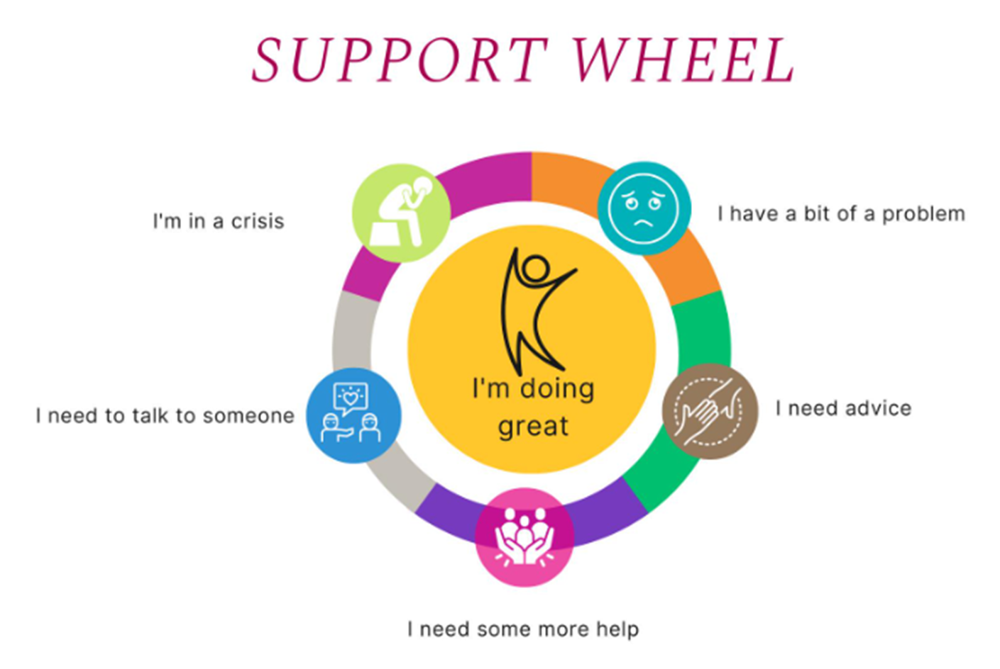 SUPPORT WHEEL
I'm in a crisis
I have a bit of a problem
I'm doing
great
I need to talk to someone
I need advice
I need some more help